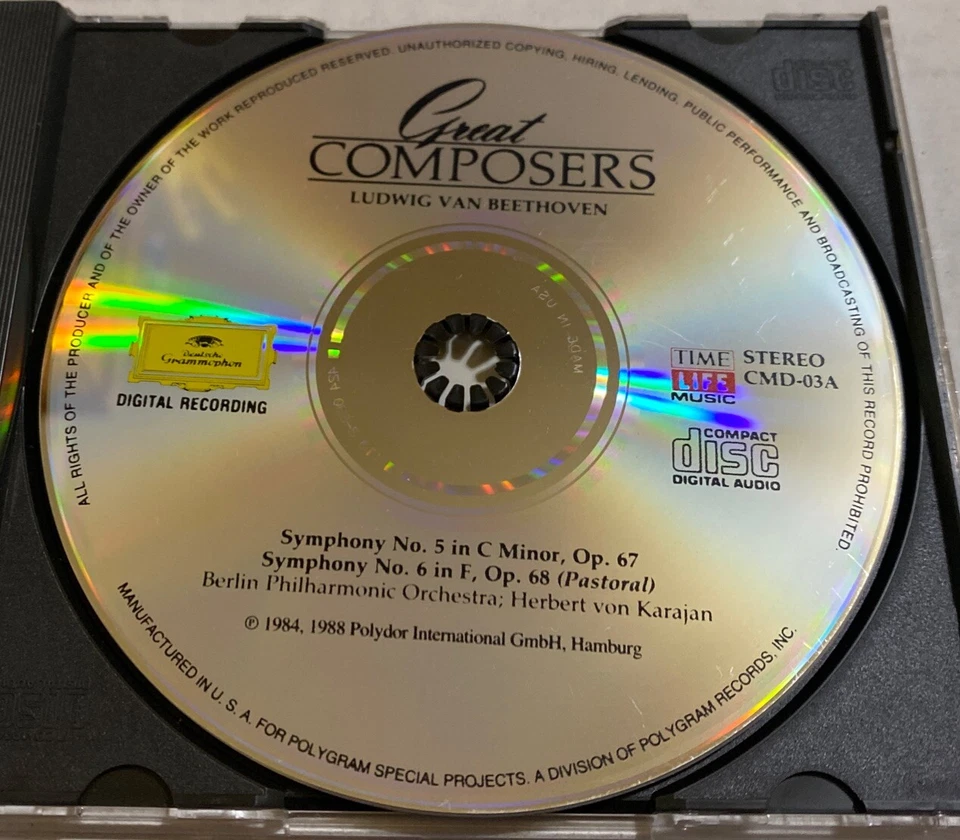 ALL RIGHTS OF THE PRODUCER AND OF THE OWNER OF THE WORK REPRODUCED RESERVED. UNAUTHORIZED COPYING, HIRING, LENDING, PUBLIC PERFORMANCE AND BROADCASTING OF THIS RECORD PROHIBITED.
disc
Great
COMPOSERS
LUDWIG VAN BEETHOVEN
MADE IN USA
Deutsche
Grammophon
DIGITAL RECORDING
TIME
LIFE
MUSIC
STEREO
CMD-03A
COMPACT
disc
DIGITAL AUDIO
Symphony No. 5 in C Minor, Op. 67
Symphony No. 6 in F, Op. 68 (Pastoral)
Berlin Philharmonic Orchestra; Herbert von Karajan
℗ 1984, 1988 Polydor International GmbH, Hamburg
MANUFACTURED IN U. S. A. FOR POLYGRAM SPECIAL PROJECTS. A DIVISION OF POLYGRAM RECORDS, INC.